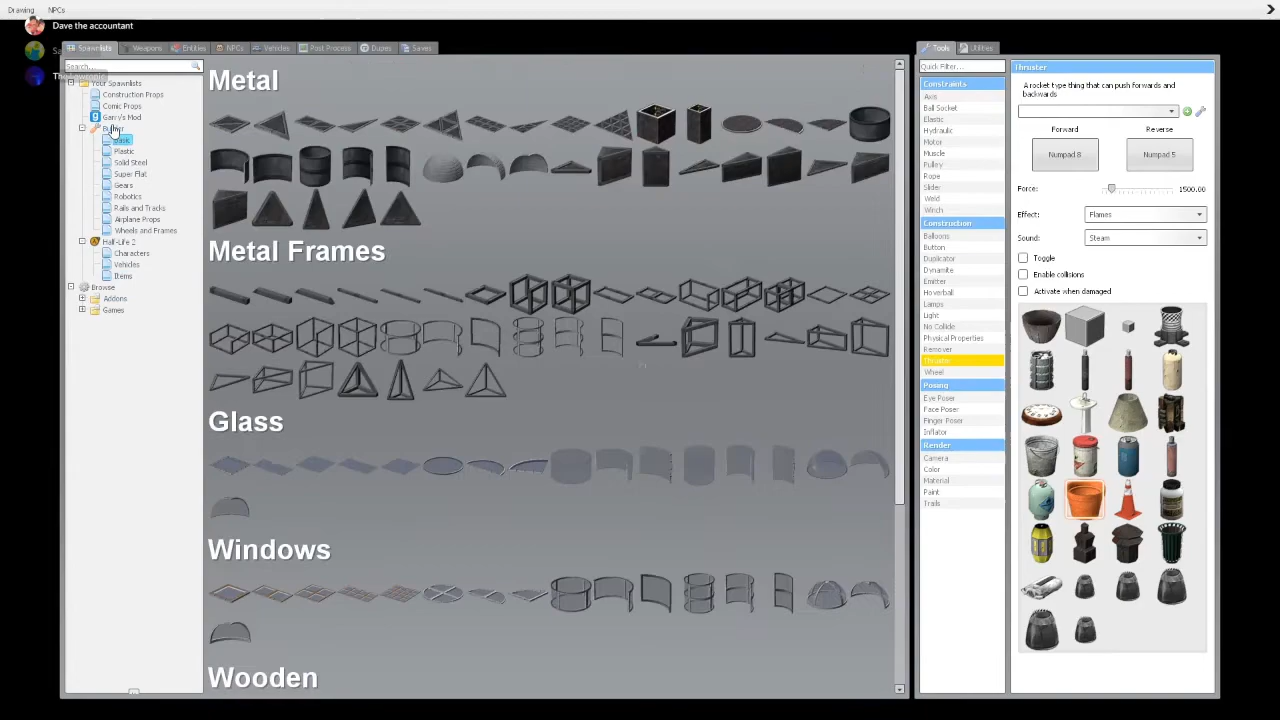 Drawing NPCs
Dave the accountant
Spawnlists Weapons Entities NPCs Vehicles Post Process Dupes Saves
Search...
Your Spawnlists
Construction Props
Comic Props
Garry's Mod
Builder
Basic
Plastic
Solid Steel
Super Flat
Gears
Robotics
Rails and Tracks
Airplane Props
Wheels and Frames
Half-Life 2
Characters
Vehicles
Items
Browse
Addons
Games
Metal
Metal Frames
Glass
Windows
Wooden
Tools Utilities
Quick Filter...
Constraints
Axis
Ball Socket
Elastic
Hydraulic
Motor
Muscle
Pulley
Rope
Slider
Weld
Winch
Construction
Balloons
Button
Duplicator
Dynamite
Emitter
Hoverball
Lamps
Light
No Collide
Physical Properties
Remover
Thruster
Wheel
Posing
Eye Poser
Face Poser
Finger Poser
Inflator
Render
Camera
Color
Material
Paint
Trails
Thruster
A rocket type thing that can push forwards and
backwards
Forward Reverse
Numpad 8 Numpad 5
Force: 1500.00
Effect: Flames
Sound: Steam
Toggle
Enable collisions
Activate when damaged